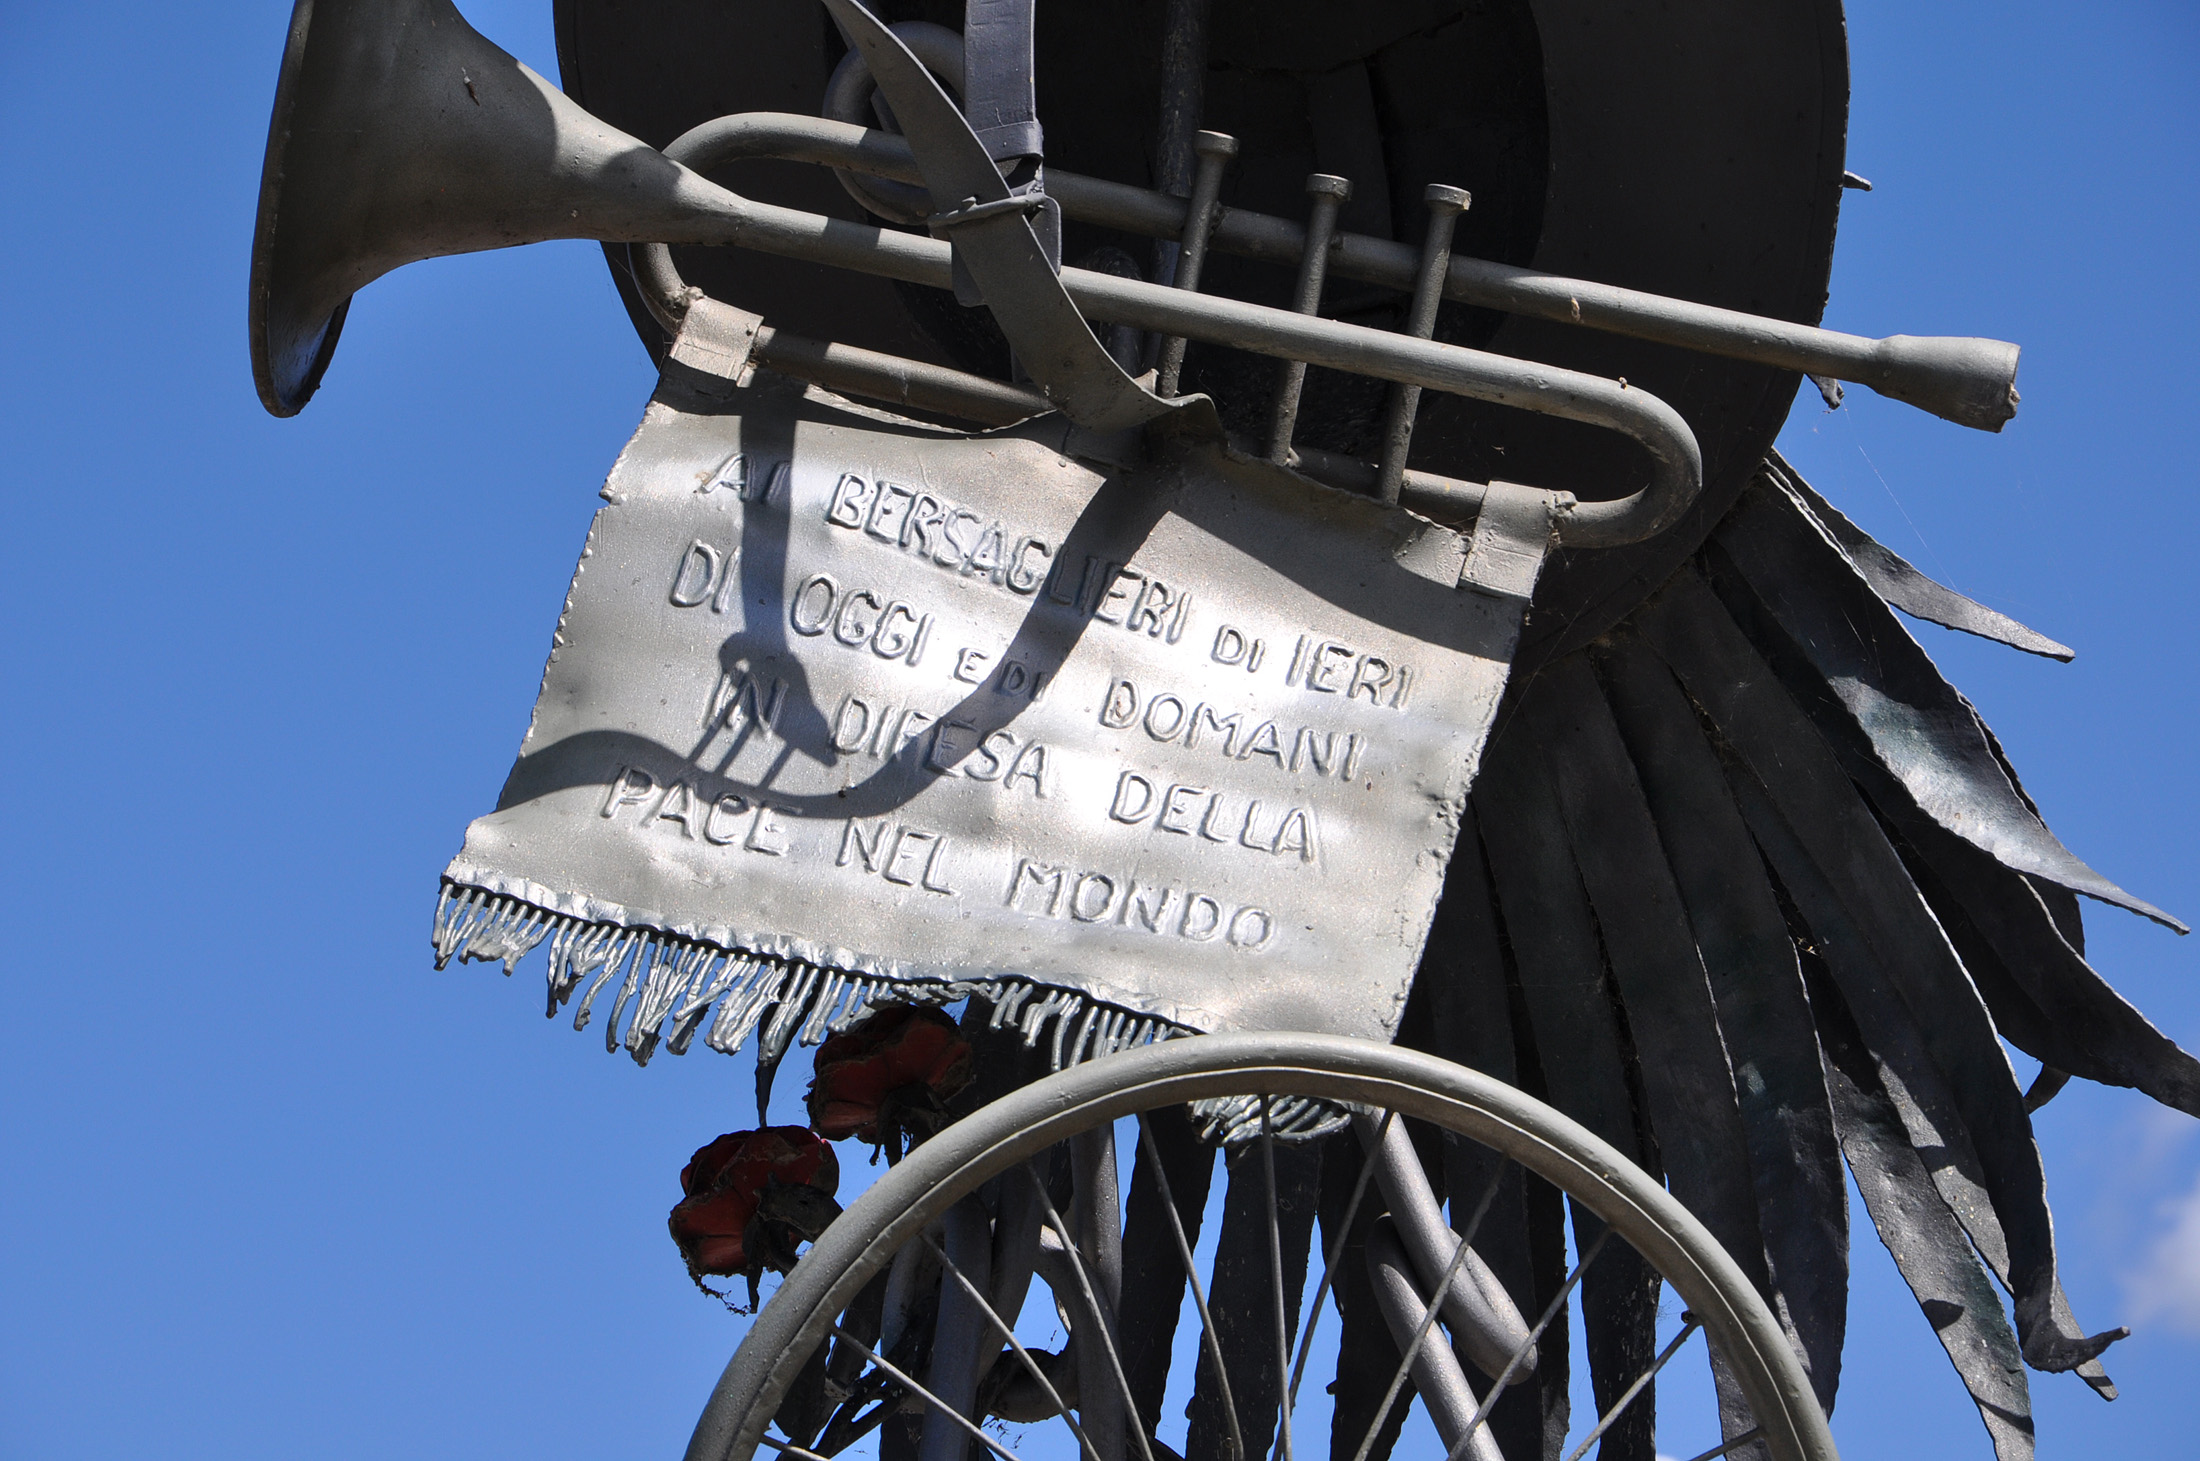 AI BERSAGLIERI DI IERI
DI OGGI E DI DOMANI
IN DIFESA DELLA
PACE NEL MONDO